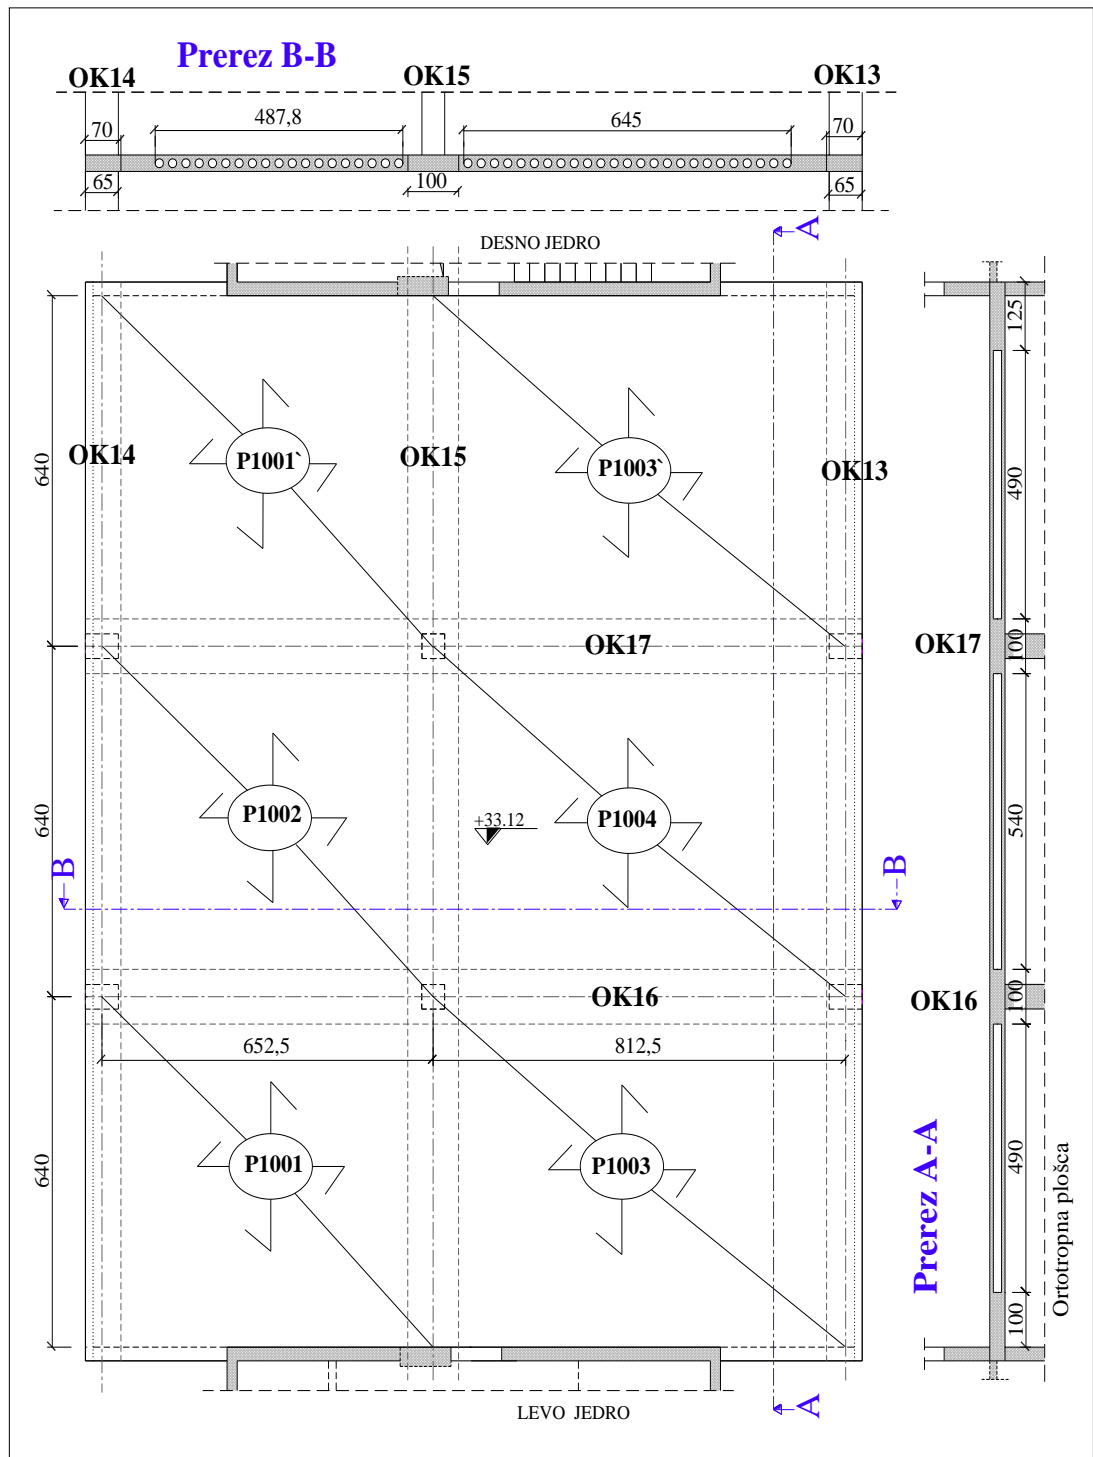 Prerez B-B
OK14
OK15
OK13
487,8
645
70
70
65
100
65
DESNO JEDRO
A
125
640
OK14
P1001`
OK15
P1003`
OK13
490
OK17
OK17
100
640
P1002
+33.12
P1004
540
B
B
OK16
OK16
100
652,5
812,5
640
P1001
P1003
Prerez A-A
490
Ortotropna plošca
100
LEVO JEDRO
A